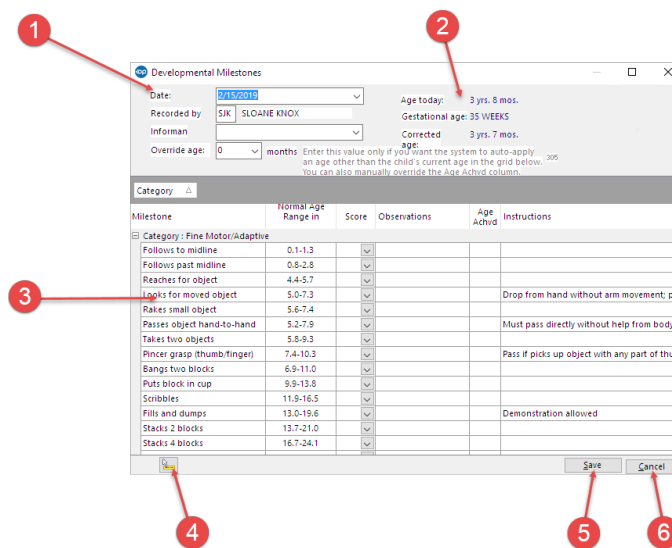 1
2
op Developmental Milestones
Date: 2/15/2019
Age today: 3 yrs. 8 mos.
Recorded by SJK SLOANE KNOX
Gestational age: 35 WEEKS
Informan
Corrected age: 3 yrs. 7 mos.
Override age: 0 months Enter this value only if you want the system to auto-apply
an age other than the child's current age in the grid below. 305
You can also manually override the Age Achvd column.
Category
Milestone Normal Age Range in Score Observations Age Achvd Instructions
Category : Fine Motor/Adaptive
Follows to midline 0.1-1.3
Follows past midline 0.8-2.8
Reaches for object 4.4-5.7
3
Looks for moved object 5.0-7.3 Drop from hand without arm movement; p
Rakes small object 5.6-7.4
Passes object hand-to-hand 5.2-7.9 Must pass directly without help from body
Takes two objects 5.8-9.3
Pincer grasp (thumb/finger) 7.4-10.3 Pass if picks up object with any part of thu
Bangs two blocks 6.9-11.0
Puts block in cup 9.9-13.8
Scribbles 11.9-16.5
Fills and dumps 13.0-19.6 Demonstration allowed
Stacks 2 blocks 13.7-21.0
Stacks 4 blocks 16.7-24.1
Save Cancel
4
5
6